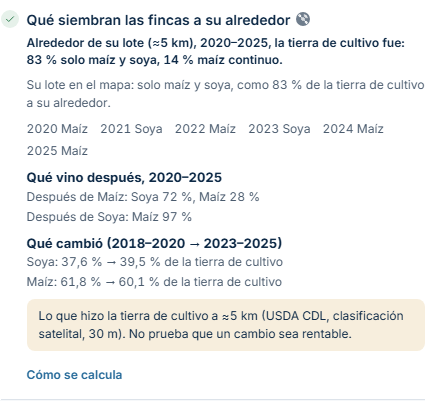 Qué siembran las fincas a su alrededor
Alrededor de su lote (≈5 km), 2020–2025, la tierra de cultivo fue:
83 % solo maíz y soya, 14 % maíz continuo.
Su lote en el mapa: solo maíz y soya, como 83 % de la tierra de cultivo
a su alrededor.
2020 Maíz 2021 Soya 2022 Maíz 2023 Soya 2024 Maíz
2025 Maíz
Qué vino después, 2020–2025
Después de Maíz: Soya 72 %, Maíz 28 %
Después de Soya: Maíz 97 %
Qué cambió (2018–2020 → 2023–2025)
Soya: 37,6 % → 39,5 % de la tierra de cultivo
Maíz: 61,8 % → 60,1 % de la tierra de cultivo
Lo que hizo la tierra de cultivo a ≈5 km (USDA CDL, clasificación
satelital, 30 m). No prueba que un cambio sea rentable.
Cómo se calcula